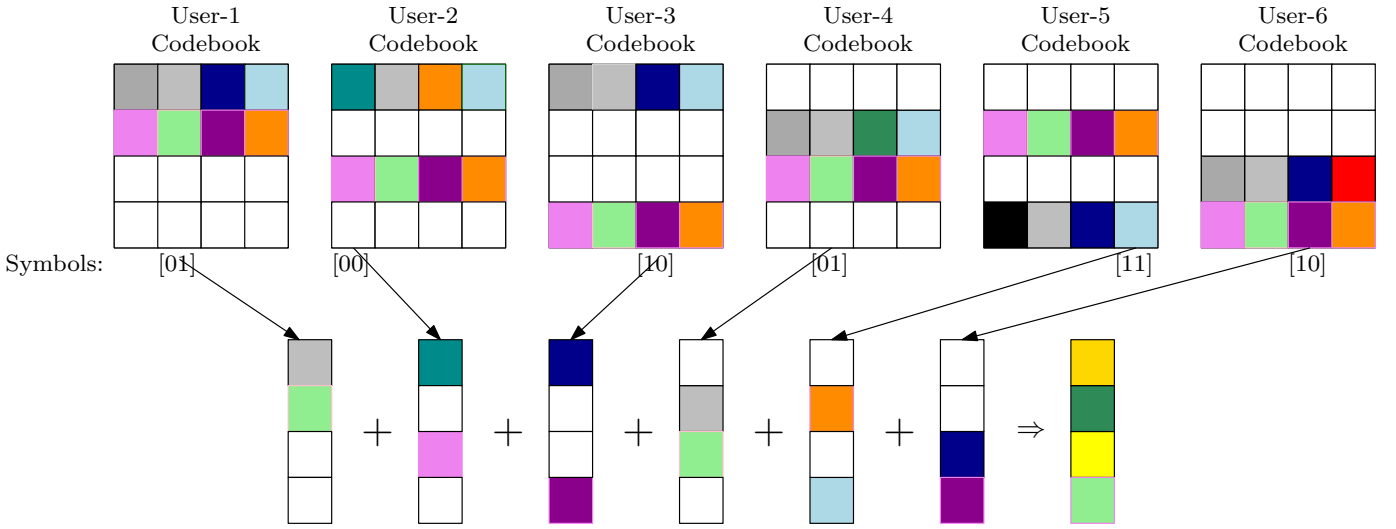 User-1 User-2 User-3 User-4 User-5 User-6
Codebook Codebook Codebook Codebook Codebook Codebook
Symbols: [01] [00] [10] [01] [11] [10]
+ + + + + ⇒